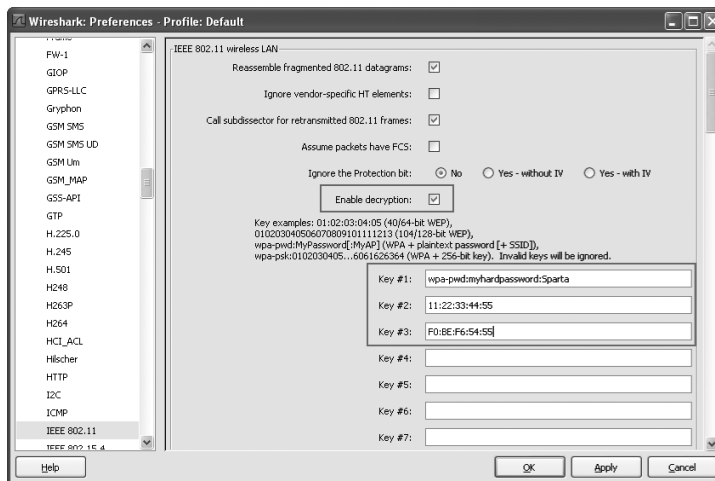 Wireshark: Preferences - Profile: Default
FW-1
GIOP
GPRS-LLC
Gryphon
GSM SMS
GSM SMS UD
GSM Um
GSM_MAP
GSS-API
GTP
H.225.0
H.245
H.501
H248
H263P
H264
HCI_ACL
Hilscher
HTTP
I2C
ICMP
IEEE 802.11
IEEE 802.15.4
IEEE 802.11 wireless LAN
Reassemble fragmented 802.11 datagrams:
Ignore vendor-specific HT elements:
Call subdissector for retransmitted 802.11 frames:
Assume packets have FCS:
Ignore the Protection bit: No Yes - without IV Yes - with IV
Enable decryption:
Key examples: 01:02:03:04:05 (40/64-bit WEP),
010203040506070809101111213 (104/128-bit WEP),
wpa-pwd:MyPassword[:MyAP] (WPA + plaintext password [+ SSID]),
wpa-psk:0102030405...6061626364 (WPA + 256-bit key). Invalid keys will be ignored.
Key #1: wpa-pwd:myhardpassword:Sparta
Key #2: 11:22:33:44:55
Key #3: F0:BE:F6:54:55
Key #4:
Key #5:
Key #6:
Key #7:
Help
OK
Apply
Cancel